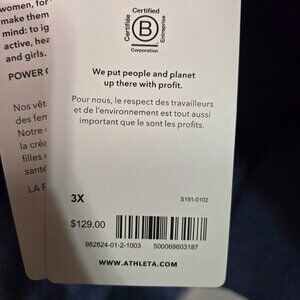 women, for
make them
mind: to ig
active, hea
and girls.
POWER O
Nos vête
des fem
Notre
la créa
filles
santé
LA F
Certified
Certifiée
Entreprise
B
Corporation
We put people and planet
up there with profit.
Pour nous, le respect des travailleurs
et de l'environnement est tout aussi
important que le sont les profits.
3X
S191-0102
$129.00
982824-01-2-1003
500068603187
WWW.ATHLETA.COM